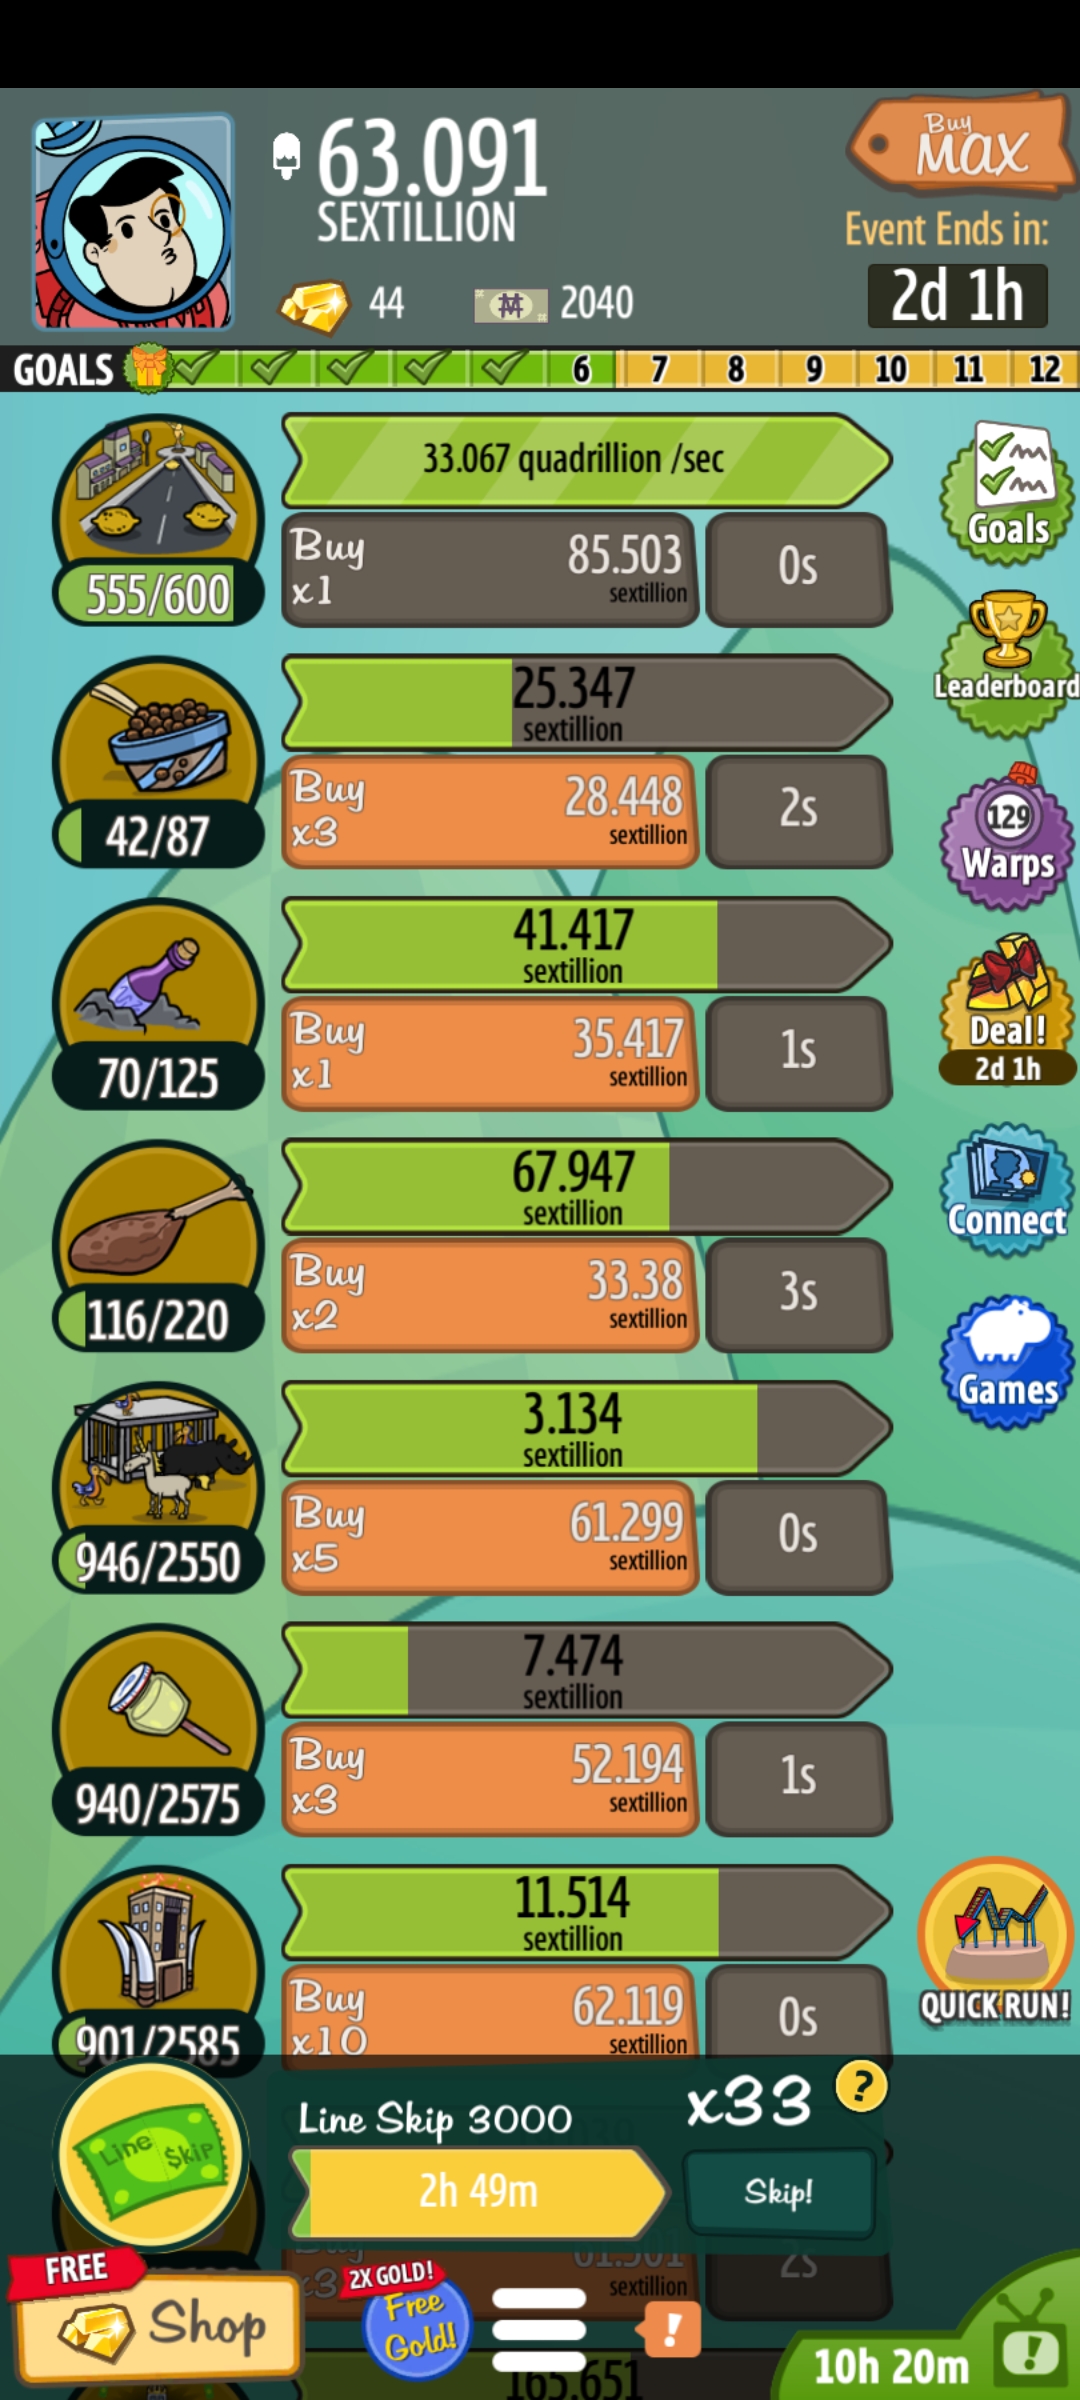 63.091
SEXTILLION
Buy
MAX
Event Ends in:
2d 1h
44
2040
GOALS
6 7 8 9 10 11 12
33.067 quadrillion /sec
Buy
x1
85.503
sextillion
0s
555/600
Goals
Leaderboard
25.347
sextillion
Buy
x3
28.448
sextillion
2s
42/87
129
Warps
41.417
sextillion
Buy
x1
35.417
sextillion
1s
70/125
Deal!
2d 1h
67.947
sextillion
Buy
x2
33.38
sextillion
3s
116/220
Connect
Games
3.134
sextillion
Buy
x5
61.299
sextillion
0s
946/2550
7.474
sextillion
Buy
x3
52.194
sextillion
1s
940/2575
11.514
sextillion
Buy
x10
62.119
sextillion
0s
901/2585
QUICK RUN!
Line Skip
Line Skip 3000
x33
?
2h 49m
Skip!
x3
sextillion
2s
FREE
Shop
2X GOLD!
Free
Gold!
!
10h 20m
!
165.651